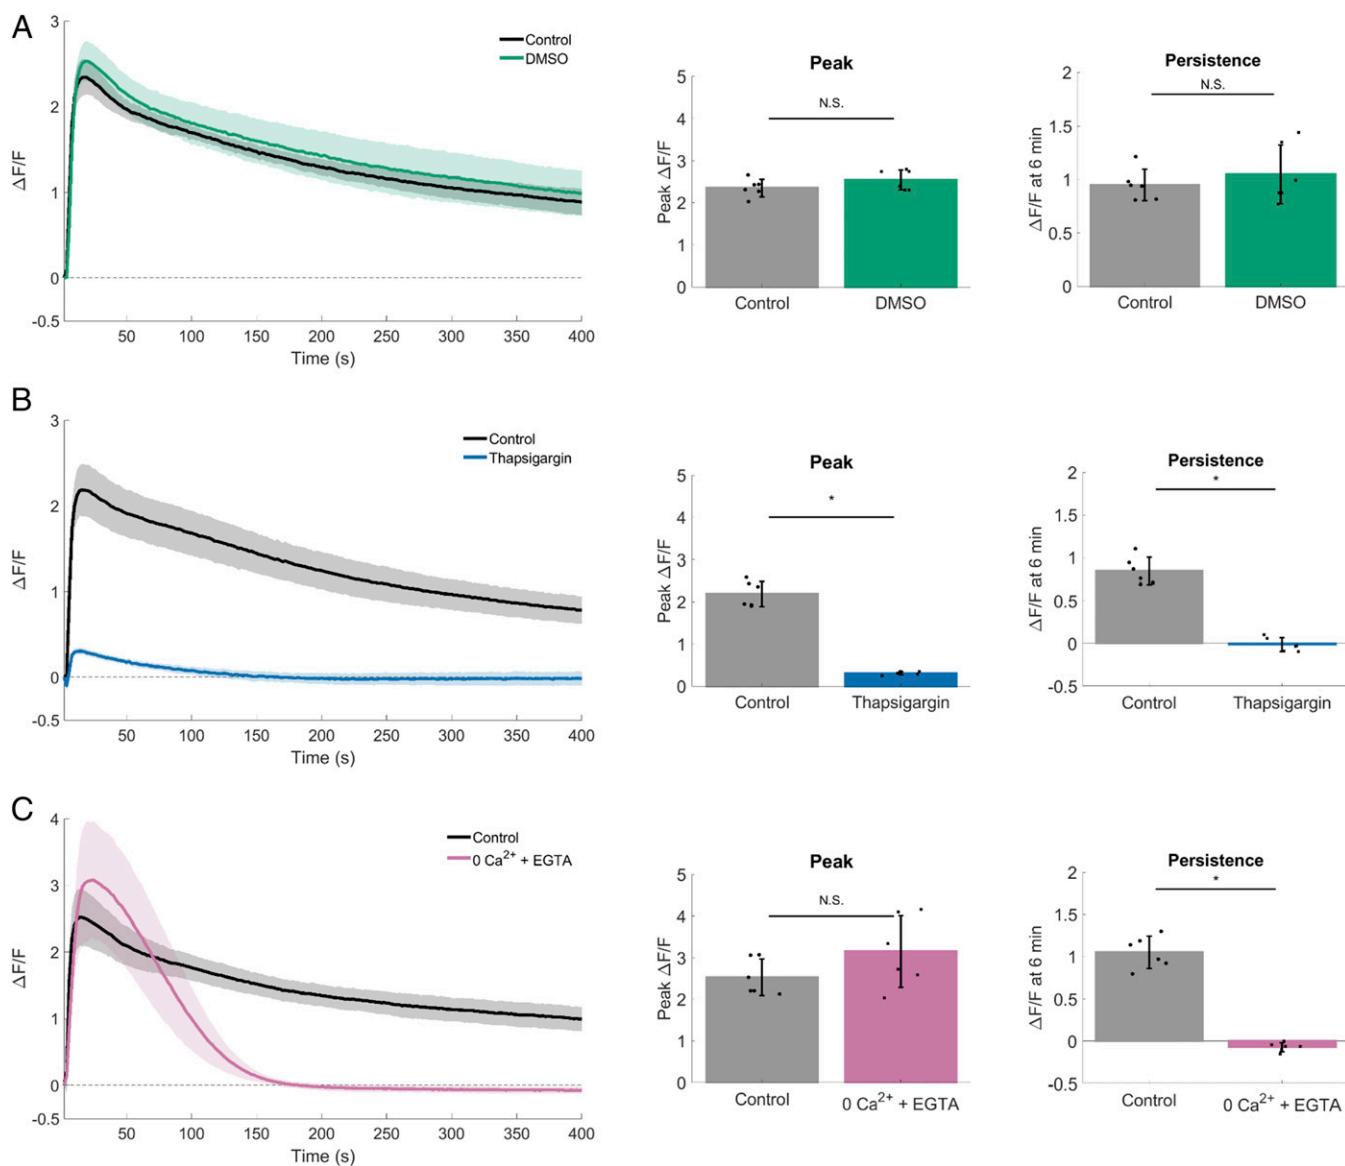 A
3
2
1
0
-0.5
ΔF/F
50
100
150
200
250
300
350
400
Time (s)
Control
DMSO
Peak
5
4
3
2
1
0
Peak ΔF/F
N.S.
Control
DMSO
Persistence
2
1.5
1
0.5
0
ΔF/F at 6 min
N.S.
Control
DMSO
B
3
2
1
0
-0.5
ΔF/F
50
100
150
200
250
300
350
400
Time (s)
Control
Thapsigargin
Peak
5
4
3
2
1
0
Peak ΔF/F
*
Control
Thapsigargin
Persistence
2
1.5
1
0.5
0
-0.5
ΔF/F at 6 min
*
Control
Thapsigargin
C
4
3
2
1
0
-0.5
ΔF/F
50
100
150
200
250
300
350
400
Time (s)
Control
0 Ca²⁺ + EGTA
Peak
5
4
3
2
1
0
Peak ΔF/F
N.S.
Control
0 Ca²⁺ + EGTA
Persistence
2
1.5
1
0.5
0
-0.5
ΔF/F at 6 min
*
Control
0 Ca²⁺ + EGTA